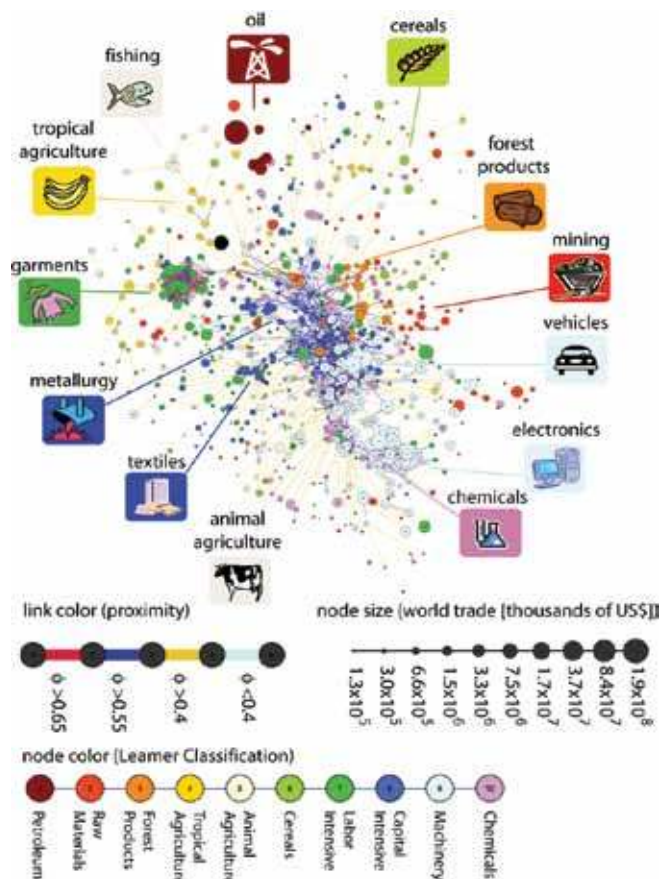 oil
cereals
fishing
tropical
agriculture
forest
products
mining
garments
vehicles
metallurgy
electronics
textiles
chemicals
animal
agriculture
link color (proximity)
node size (world trade [thousands of US$])
ϕ >0.65
ϕ >0.55
ϕ >0.4
ϕ <0.4
1.3x10⁵
3.0x10⁵
6.6x10⁵
1.5x10⁶
3.3x10⁶
7.5x10⁶
1.7x10⁷
3.7x10⁷
8.4x10⁷
1.9x10⁸
node color (Leamer Classification)
Petroleum
Raw
Materials
Forest
Products
Tropical
Agriculture
Animal
Agriculture
Cereals
Labor
Intensive
Capital
Intensive
Machinery
Chemicals